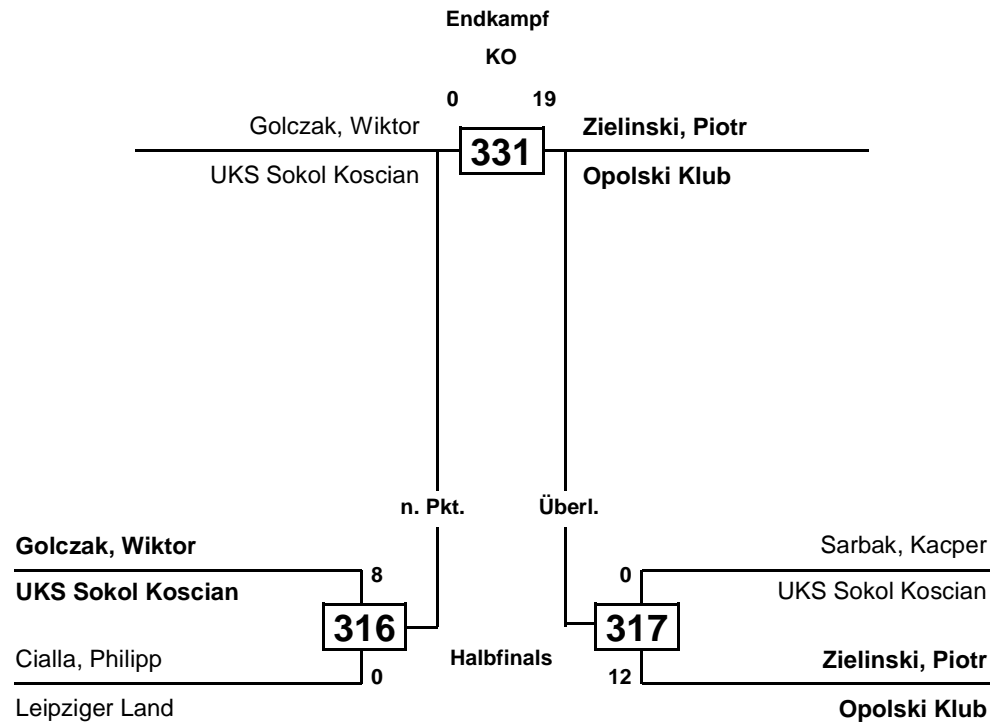 Endkampf
KO
0 19
Golczak, Wiktor Zielinski, Piotr
331
UKS Sokol Koscian Opolski Klub
n. Pkt. Überl.
Golczak, Wiktor Sarbak, Kacper
8 0
UKS Sokol Koscian UKS Sokol Koscian
316 317
Cialla, Philipp Halbfinals Zielinski, Piotr
0 12
Leipziger Land Opolski Klub